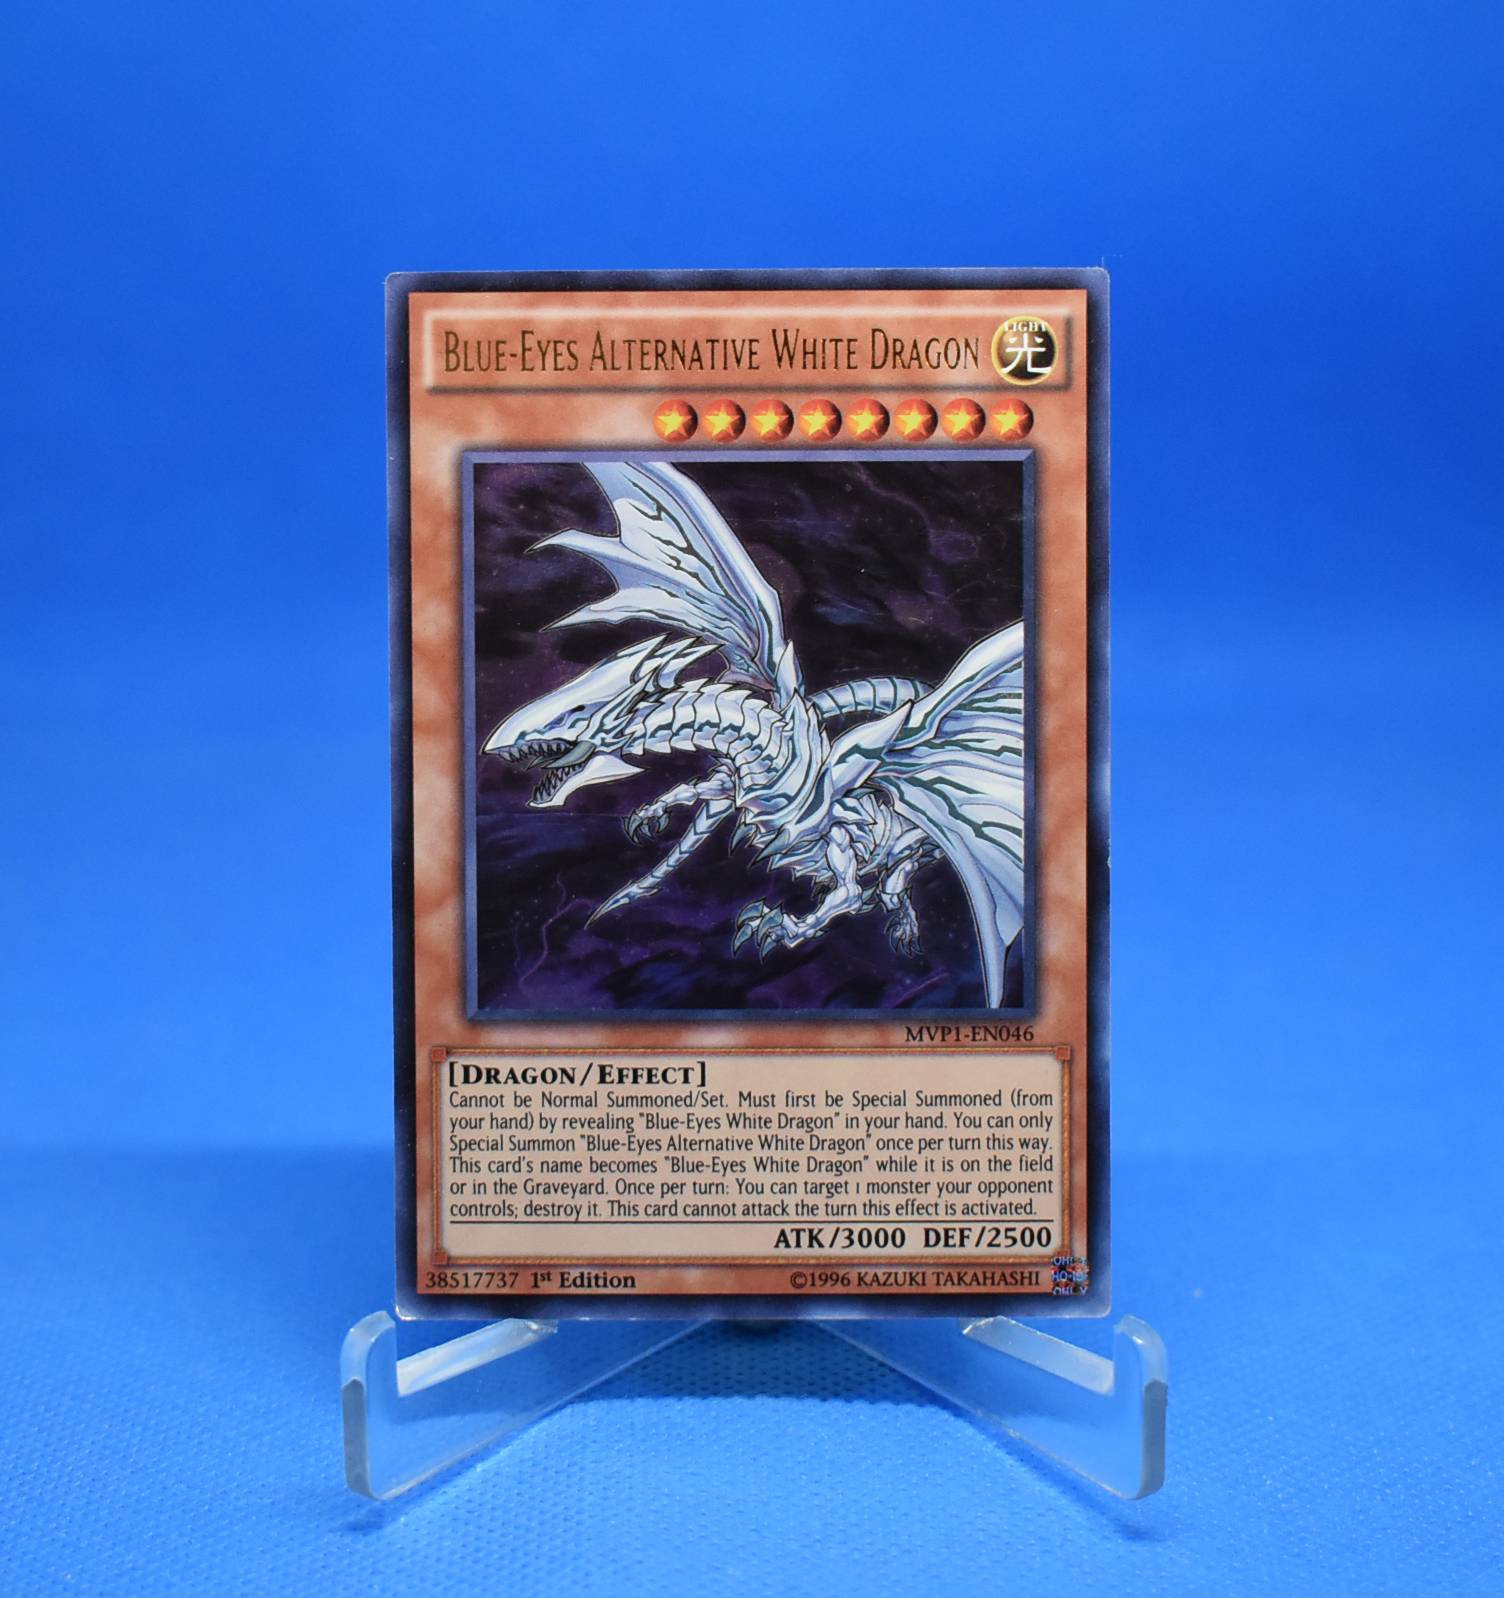 BLUE-EYES ALTERNATIVE WHITE DRAGON
LIGHT
光
MVP1-EN046
[DRAGON/EFFECT]
Cannot be Normal Summoned/Set. Must first be Special Summoned (from
your hand) by revealing "Blue-Eyes White Dragon" in your hand. You can only
Special Summon "Blue-Eyes Alternative White Dragon" once per turn this way.
This card's name becomes "Blue-Eyes White Dragon" while it is on the field
or in the Graveyard. Once per turn: You can target 1 monster your opponent
controls; destroy it. This card cannot attack the turn this effect is activated.
ATK/3000 DEF/2500
38517737 1st Edition
©1996 KAZUKI TAKAHASHI